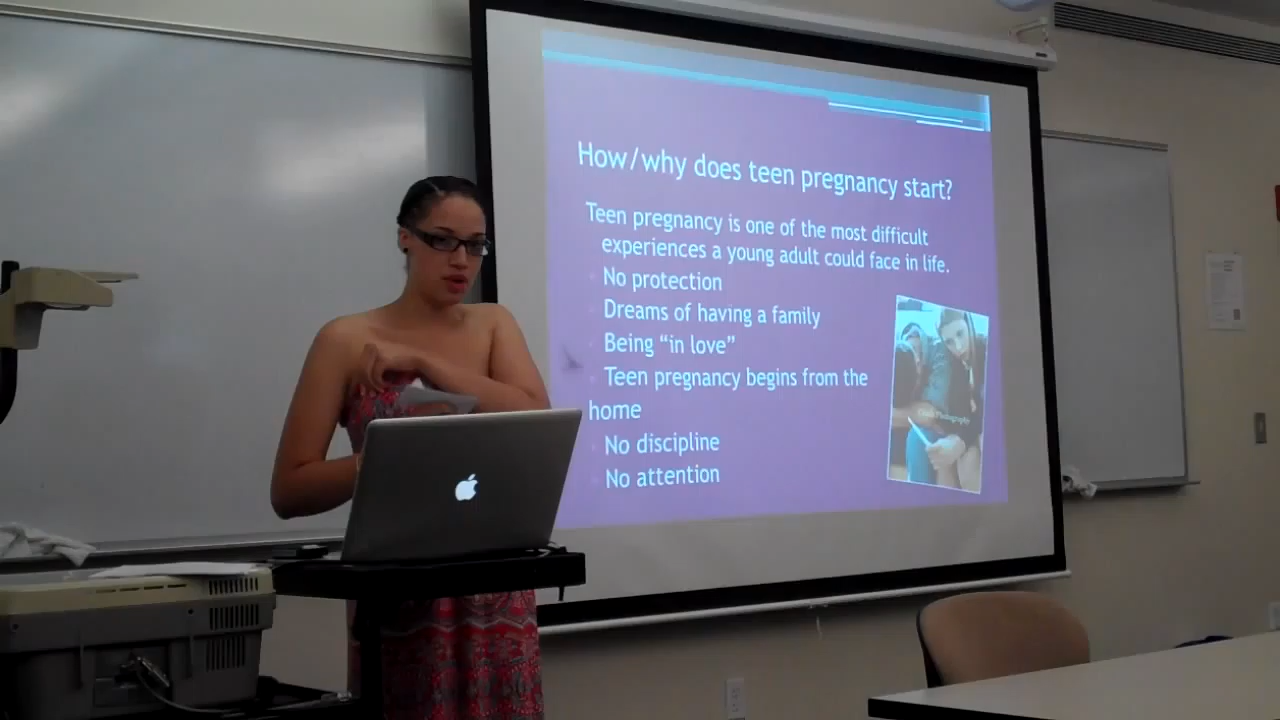 How/why does teen pregnancy start?
Teen pregnancy is one of the most difficult
experiences a young adult could face in life.
No protection
Dreams of having a family
Being “in love”
Teen pregnancy begins from the
home
No discipline
No attention